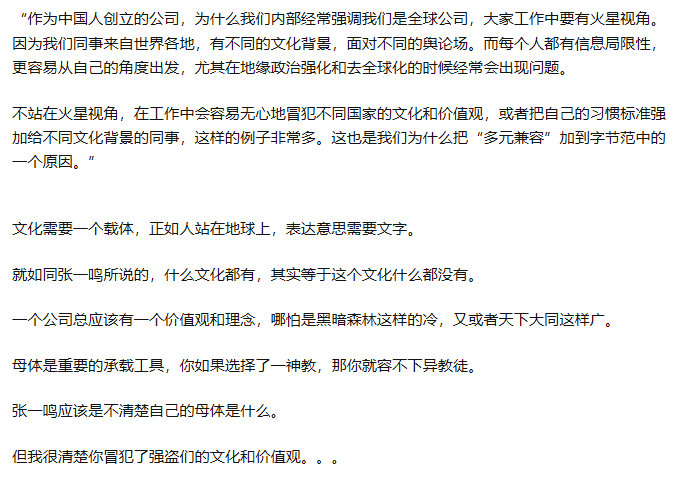 “作为中国人创立的公司，为什么我们内部经常强调我们是全球公司，大家工作中要有火星视角。
因为我们同事来自世界各地，有不同的文化背景，面对不同的舆论场。而每个人都有信息局限性，
更容易从自己的角度出发，尤其在地缘政治强化和去全球化的时候经常会出现问题。
不站在火星视角，在工作中会容易无心地冒犯不同国家的文化和价值观，或者把自己的习惯标准强
加给不同文化背景的同事，这样的例子非常多。这也是我们为什么把“多元兼容”加到字节范中的
一个原因。”
文化需要一个载体，正如人站在地球上，表达意思需要文字。
就如同张一鸣所说的，什么文化都有，其实等于这个文化什么都没有。
一个公司总应该有一个价值观和理念，哪怕是黑暗森林这样的冷，又或者天下大同这样广。
母体是重要的承载工具，你如果选择了一神教，那你就容不下异教徒。
张一鸣应该是不清楚自己的母体是什么。
但我很清楚你冒犯了强盗们的文化和价值观。。。